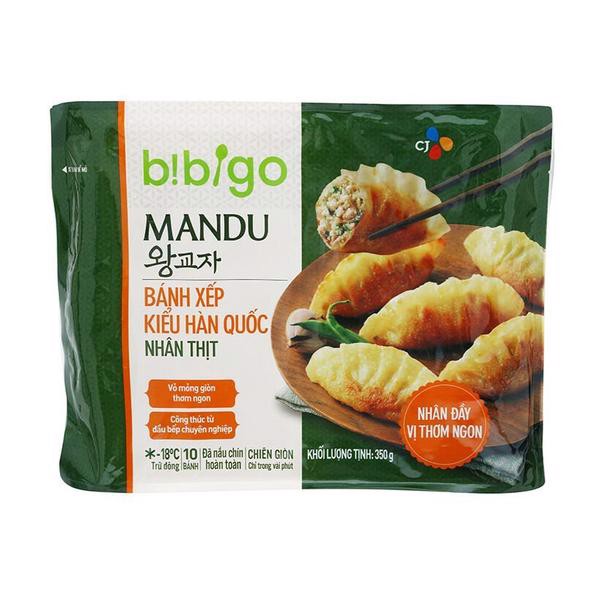 CJ
b!b!go
MANDU
왕교자
BÁNH XẾP
KIỂU HÀN QUỐC
NHÂN THỊT
Vỏ mỏng giòn
thơm ngon
Công thức từ
đầu bếp chuyên nghiệp
-18°C
Trữ đông
10
BÁNH
Đã nấu chín
hoàn toàn
CHIÊN GIÒN
Chỉ trong vài phút
KHỐI LƯỢNG TỊNH: 350 g
NHÂN ĐẦY
VỊ THƠM NGON